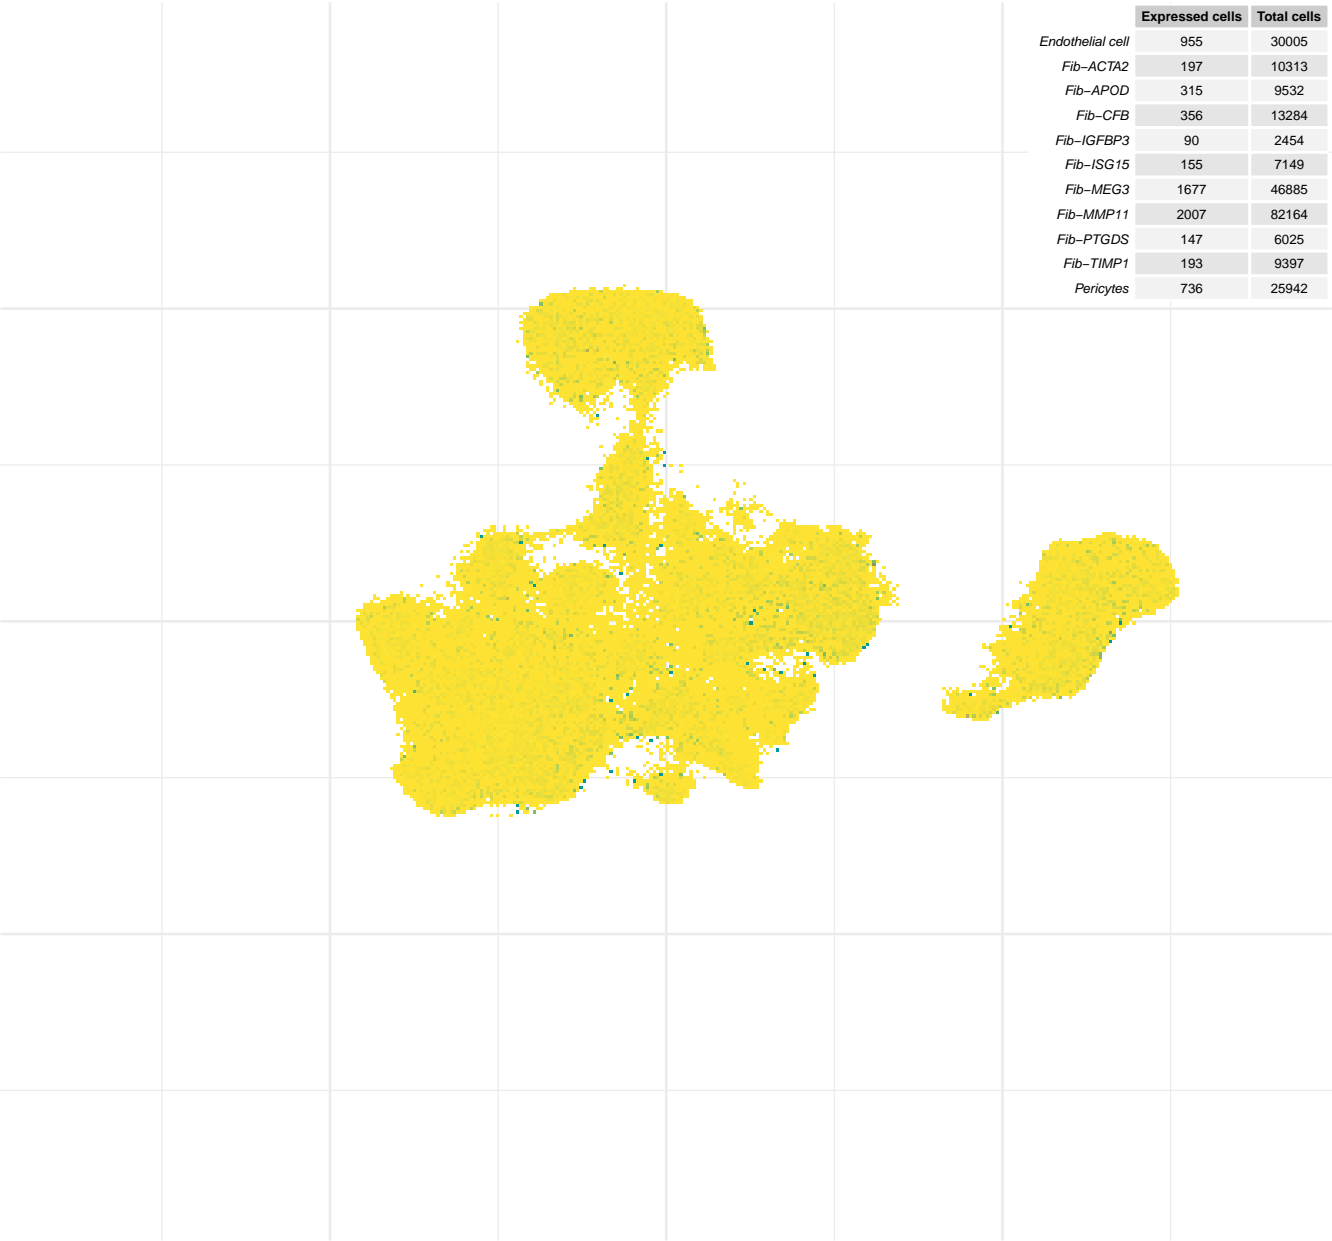 Expressed cells Total cells
Endothelial cell 955 30005
Fib−ACTA2 197 10313
Fib−APOD 315 9532
Fib−CFB 356 13284
Fib−IGFBP3 90 2454
Fib−ISG15 155 7149
Fib−MEG3 1677 46885
Fib−MMP11 2007 82164
Fib−PTGDS 147 6025
Fib−TIMP1 193 9397
Pericytes 736 25942